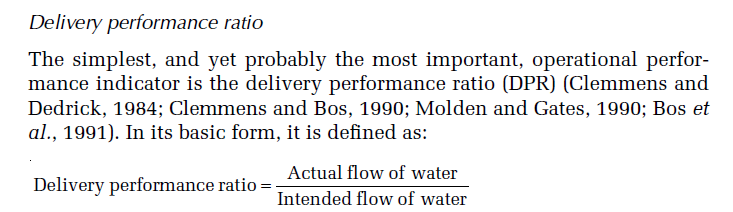 Delivery performance ratio
The simplest, and yet probably the most important, operational perfor-
mance indicator is the delivery performance ratio (DPR) (Clemmens and
Dedrick, 1984; Clemmens and Bos, 1990; Molden and Gates, 1990; Bos et
al., 1991). In its basic form, it is defined as:
Actual flow of water
Delivery performance ratio =
Intended flow of water